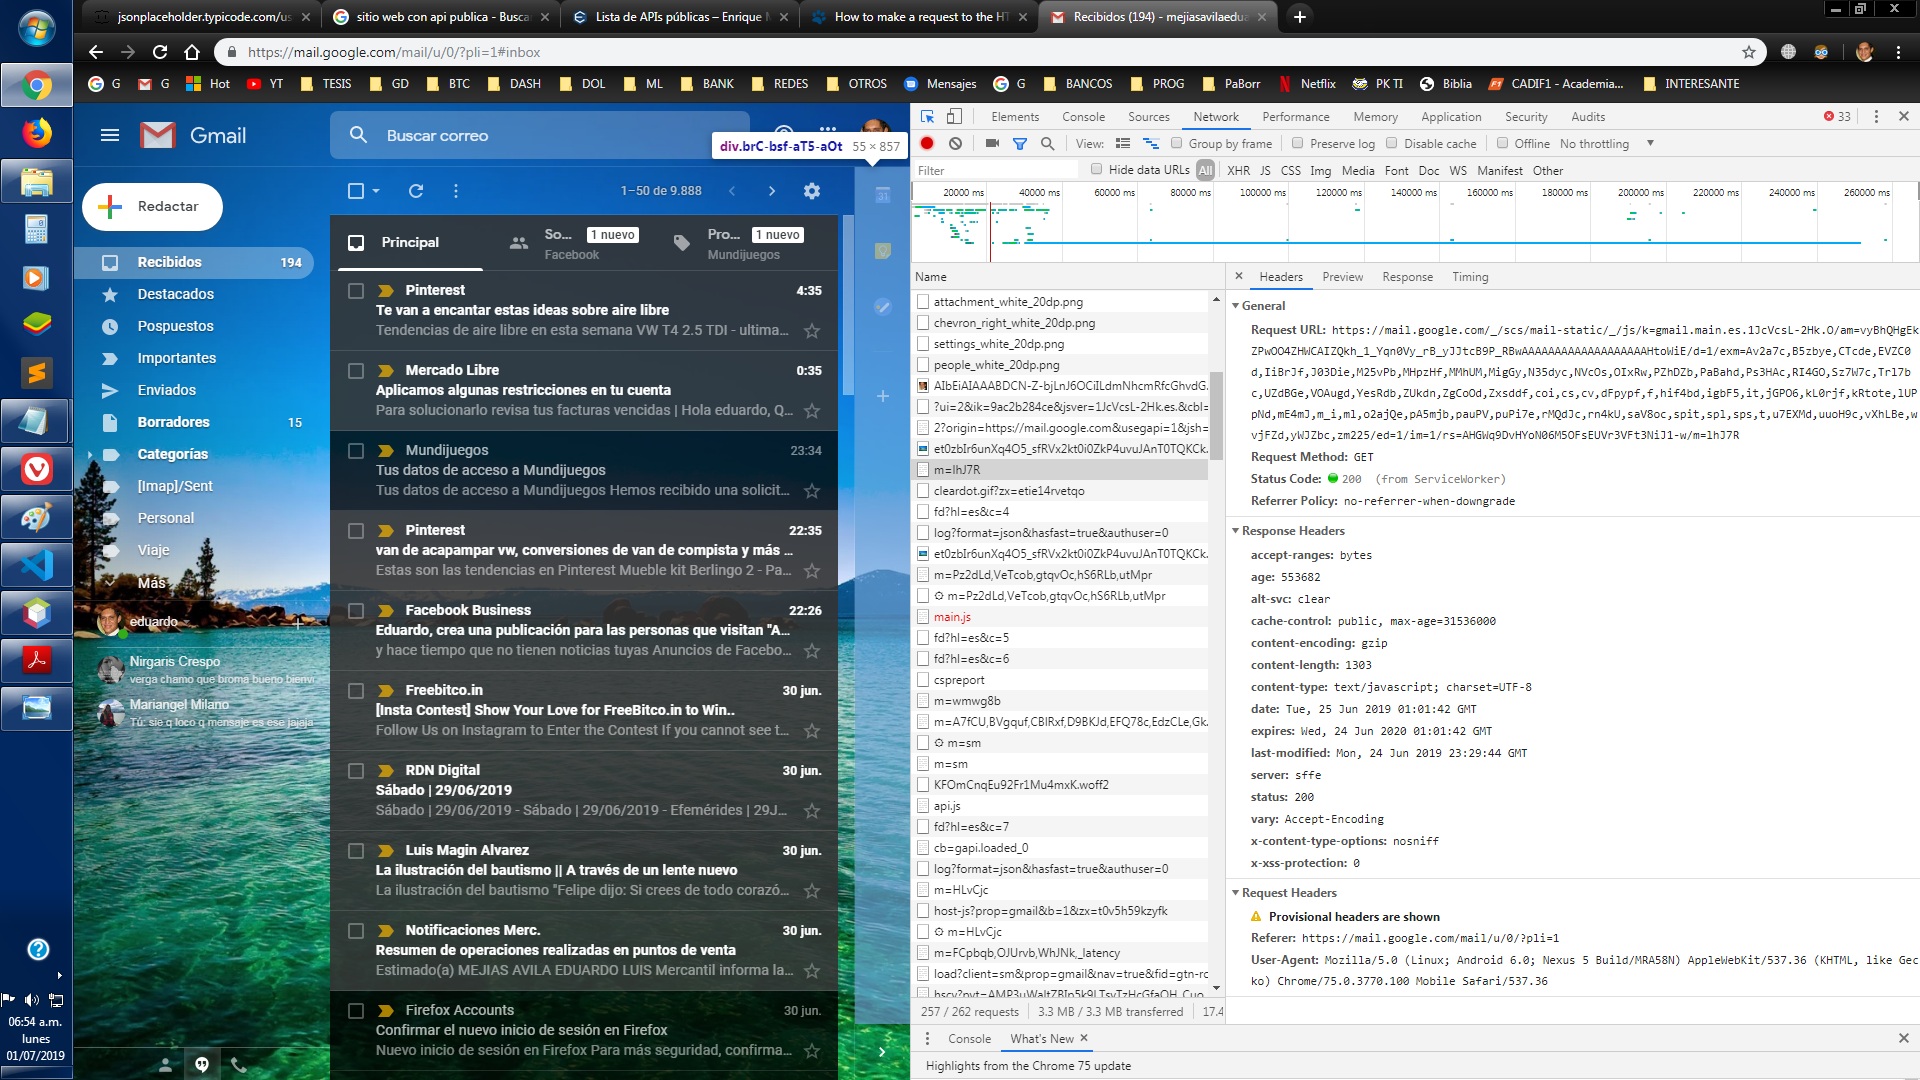 jsonplaceholder.typicode.com/us
sitio web con api publica - Busca
Lista de APIs públicas – Enrique M
How to make a request to the HT
Recibidos (194) - mejiasavilaedua
https://mail.google.com/mail/u/0/?pli=1#inbox
G
G
Hot
YT
TESIS
GD
BTC
DASH
DOL
ML
BANK
REDES
OTROS
Mensajes
G
BANCOS
PROG
PaBorr
Netflix
PK TI
Biblia
CADIF1 - Academia...
INTERESANTE
Gmail
Buscar correo
div.brC-bsf-aT5-aOt 55 × 857
Redactar
1–50 de 9.888
Recibidos 194
Destacados
Pospuestos
Importantes
Enviados
Borradores 15
Categorías
[Imap]/Sent
Personal
Viaje
Más
eduardo
Nirgaris Crespo
verga chamo que broma bueno bienvr
Mariangel Milano
Tú: sie q loco q mensaje es ese jajaja
Principal
So... 1 nuevo
Facebook
Pro... 1 nuevo
Mundijuegos
Pinterest 4:35
Te van a encantar estas ideas sobre aire libre
Tendencias de aire libre en esta semana VW T4 2.5 TDI - ultima...
Mercado Libre 0:35
Aplicamos algunas restricciones en tu cuenta
Para solucionarlo revisa tus facturas vencidas | Hola eduardo, Q...
Mundijuegos 23:34
Tus datos de acceso a Mundijuegos
Tus datos de acceso a Mundijuegos Hemos recibido una solicit...
Pinterest 22:35
van de acapampar vw, conversiones de van de compista y más ...
Estas son las tendencias en Pinterest Mueble kit Berlingo 2 - Pa...
Facebook Business 22:26
Eduardo, crea una publicación para las personas que visitan "A...
y hace tiempo que no tienen noticias tuyas Anuncios de Facebo...
Freebitco.in 30 jun.
[Insta Contest] Show Your Love for FreeBitco.in to Win..
Follow Us on Instagram to Enter the Contest If you cannot see t...
RDN Digital 30 jun.
Sábado | 29/06/2019
Sábado | 29/06/2019 - Sábado | 29/06/2019 - Efemérides | 29J...
Luis Magin Alvarez 30 jun.
La ilustración del bautismo || A través de un lente nuevo
La ilustración del bautismo "Felipe dijo: Si crees de todo corazó...
Notificaciones Merc. 30 jun.
Resumen de operaciones realizadas en puntos de venta
Estimado(a) MEJIAS AVILA EDUARDO LUIS Mercantil informa la...
Firefox Accounts 30 jun.
Confirmar el nuevo inicio de sesión en Firefox
Nuevo inicio de sesión en Firefox Para más seguridad, confirma...
06:54 a.m.
lunes
01/07/2019
Elements Console Sources Network Performance Memory Application Security Audits 33
View: Group by frame Preserve log Disable cache Offline No throttling
Filter Hide data URLs All XHR JS CSS Img Media Font Doc WS Manifest Other
20000 ms 40000 ms 60000 ms 80000 ms 100000 ms 120000 ms 140000 ms 160000 ms 180000 ms 200000 ms 220000 ms 240000 ms 260000 ms
Name
attachment_white_20dp.png
chevron_right_white_20dp.png
settings_white_20dp.png
people_white_20dp.png
AIbEiAIAAABDCN-Z-bjLnJ6OCiILdmNhcmRfcGhvdG.
?ui=2&ik=9ac2b284ce&jsver=1JcVcsL-2Hk.es.&cbl=
2?origin=https://mail.google.com&usegapi=1&jsh=
et0zbIr6unXq4O5_sfRVx2kt0i0ZkP4uvuJAnT0TQKCk.
m=lhJ7R
cleardot.gif?zx=etie14rvetqo
fd?hl=es&c=4
log?format=json&hasfast=true&authuser=0
et0zbIr6unXq4O5_sfRVx2kt0i0ZkP4uvuJAnT0TQKCk.
m=Pz2dLd,VeTcob,gtqvOc,hS6RLb,utMpr
m=Pz2dLd,VeTcob,gtqvOc,hS6RLb,utMpr
main.js
fd?hl=es&c=5
fd?hl=es&c=6
cspreport
m=wmwg8b
m=A7fCU,BVgquf,CBlRxf,D9BKJd,EFQ78c,EdzCLe,Gk.
m=sm
m=sm
KFOmCnqEu92Fr1Mu4mxK.woff2
api.js
fd?hl=es&c=7
cb=gapi.loaded_0
log?format=json&hasfast=true&authuser=0
m=HLvCjc
host-js?prop=gmail&b=1&zx=t0v5h59kzyfk
m=HLvCjc
m=FCpbqb,OJUrvb,WhJNk,_latency
load?client=sm&prop=gmail&nav=true&fid=gtn-rc
257 / 262 requests 3.3 MB / 3.3 MB transferred 17.4
Headers Preview Response Timing
General
Request URL: https://mail.google.com/_/scs/mail-static/_/js/k=gmail.main.es.1JcVcsL-2Hk.O/am=vyBhQHgEk
ZPwOO4ZHWCAIZQkh_1_Yqn0Vy_rB_yJJtcB9P_RBwAAAAAAAAAAAAAAAAAAHtoWiE/d=1/exm=Av2a7c,B5zbye,CTcde,EVZC0
d,IiBrJf,J03Die,M25vPb,MHpzHf,MMhUM,MigGy,N35dyc,NVcOs,OIxRw,PZhDZb,PaBahd,Ps3HAc,RI4GO,Sz7W7c,Trl7b
c,UZdBGe,VOAugd,YesRdb,ZUkdn,ZgCoOd,Zxsddf,coi,cs,cv,dFpypf,f,hif4bd,igbF5,it,jGPO6,kL0rjf,kRtote,lUP
pNd,mE4mJ,m_i,ml,o2ajQe,pA5mjb,pauPV,puPi7e,rMQdJc,rn4kU,saV8oc,spit,spl,sps,t,u7EXMd,uuoH9c,vXhLBe,w
vjFZd,yWJZbc,zm225/ed=1/im=1/rs=AHGWq9DvHYoN06M5OFsEUVr3VFt3NiJ1-w/m=lhJ7R
Request Method: GET
Status Code: 200 (from ServiceWorker)
Referrer Policy: no-referrer-when-downgrade
Response Headers
accept-ranges: bytes
age: 553682
alt-svc: clear
cache-control: public, max-age=31536000
content-encoding: gzip
content-length: 1303
content-type: text/javascript; charset=UTF-8
date: Tue, 25 Jun 2019 01:01:42 GMT
expires: Wed, 24 Jun 2020 01:01:42 GMT
last-modified: Mon, 24 Jun 2019 23:29:44 GMT
server: sffe
status: 200
vary: Accept-Encoding
x-content-type-options: nosniff
x-xss-protection: 0
Request Headers
Provisional headers are shown
Referer: https://mail.google.com/mail/u/0/?pli=1
User-Agent: Mozilla/5.0 (Linux; Android 6.0; Nexus 5 Build/MRA58N) AppleWebKit/537.36 (KHTML, like Gec
ko) Chrome/75.0.3770.100 Mobile Safari/537.36
Console What's New
Highlights from the Chrome 75 update